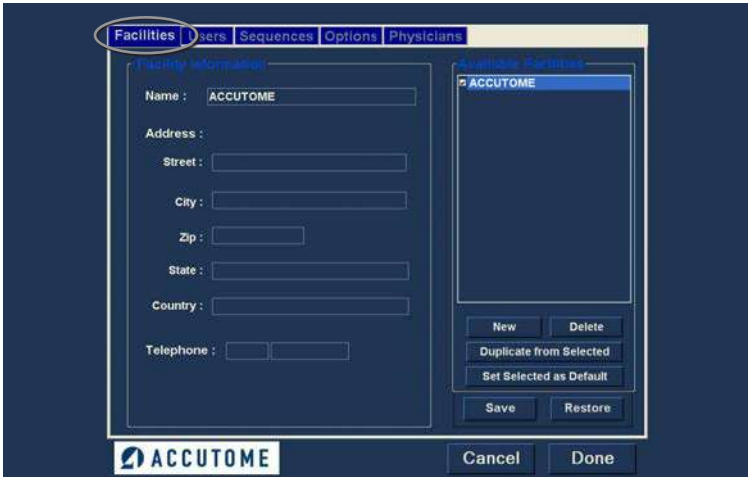 Facilities Users Sequences Options Physicians
Facility Information
Name : ACCUTOME
Address :
Street :
City :
Zip :
State :
Country :
Telephone :
Available Facilities
ACCUTOME
New Delete
Duplicate from Selected
Set Selected as Default
Save Restore
ACCUTOME
Cancel Done